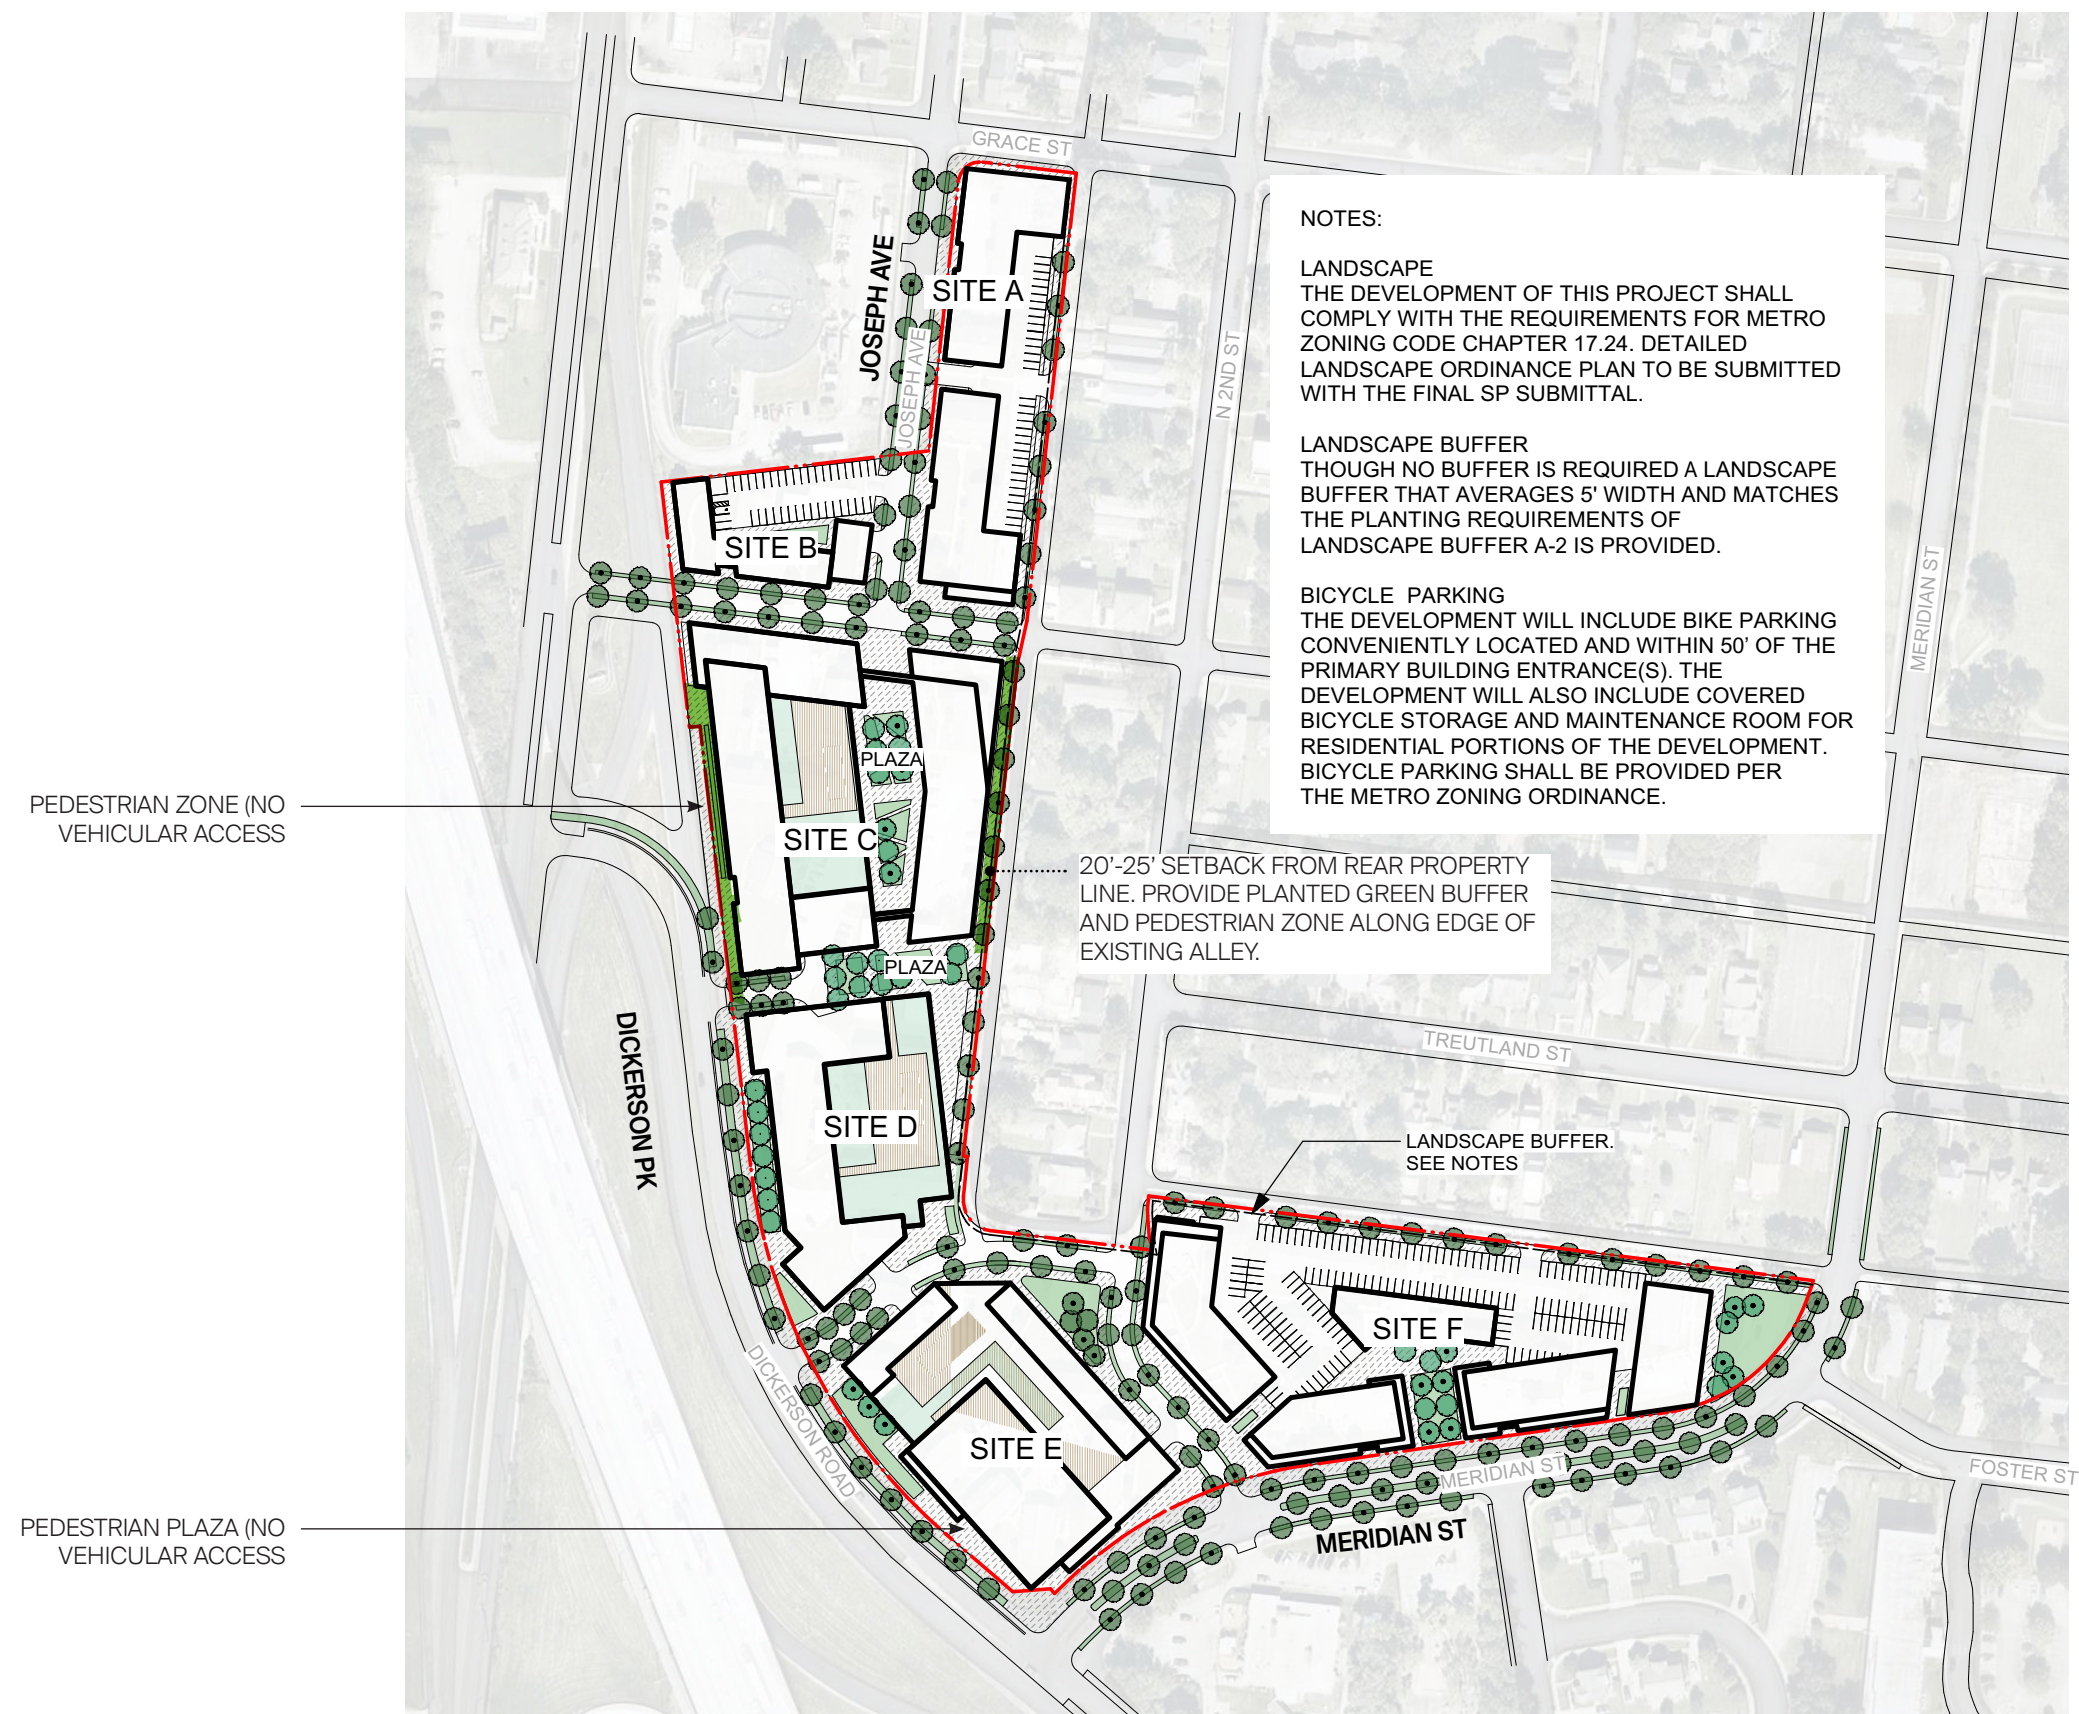 GRACE ST
JOSEPH AVE
SITE A
JOSEPH AVE
N 2ND ST
NOTES:
LANDSCAPE
THE DEVELOPMENT OF THIS PROJECT SHALL
COMPLY WITH THE REQUIREMENTS FOR METRO
ZONING CODE CHAPTER 17.24. DETAILED
LANDSCAPE ORDINANCE PLAN TO BE SUBMITTED
WITH THE FINAL SP SUBMITTAL.
LANDSCAPE BUFFER
THOUGH NO BUFFER IS REQUIRED A LANDSCAPE
BUFFER THAT AVERAGES 5' WIDTH AND MATCHES
THE PLANTING REQUIREMENTS OF
LANDSCAPE BUFFER A-2 IS PROVIDED.
BICYCLE PARKING
THE DEVELOPMENT WILL INCLUDE BIKE PARKING
CONVENIENTLY LOCATED AND WITHIN 50' OF THE
PRIMARY BUILDING ENTRANCE(S). THE
DEVELOPMENT WILL ALSO INCLUDE COVERED
BICYCLE STORAGE AND MAINTENANCE ROOM FOR
RESIDENTIAL PORTIONS OF THE DEVELOPMENT.
BICYCLE PARKING SHALL BE PROVIDED PER
THE METRO ZONING ORDINANCE.
MERIDIAN ST
SITE B
PLAZA
PEDESTRIAN ZONE (NO
VEHICULAR ACCESS
SITE C
20'-25' SETBACK FROM REAR PROPERTY
LINE. PROVIDE PLANTED GREEN BUFFER
AND PEDESTRIAN ZONE ALONG EDGE OF
EXISTING ALLEY.
PLAZA
DICKERSON PK
TREUTLAND ST
SITE D
LANDSCAPE BUFFER.
SEE NOTES
SITE F
DICKERSON ROAD
SITE E
MERIDIAN ST
FOSTER ST
PEDESTRIAN PLAZA (NO
VEHICULAR ACCESS
MERIDIAN ST